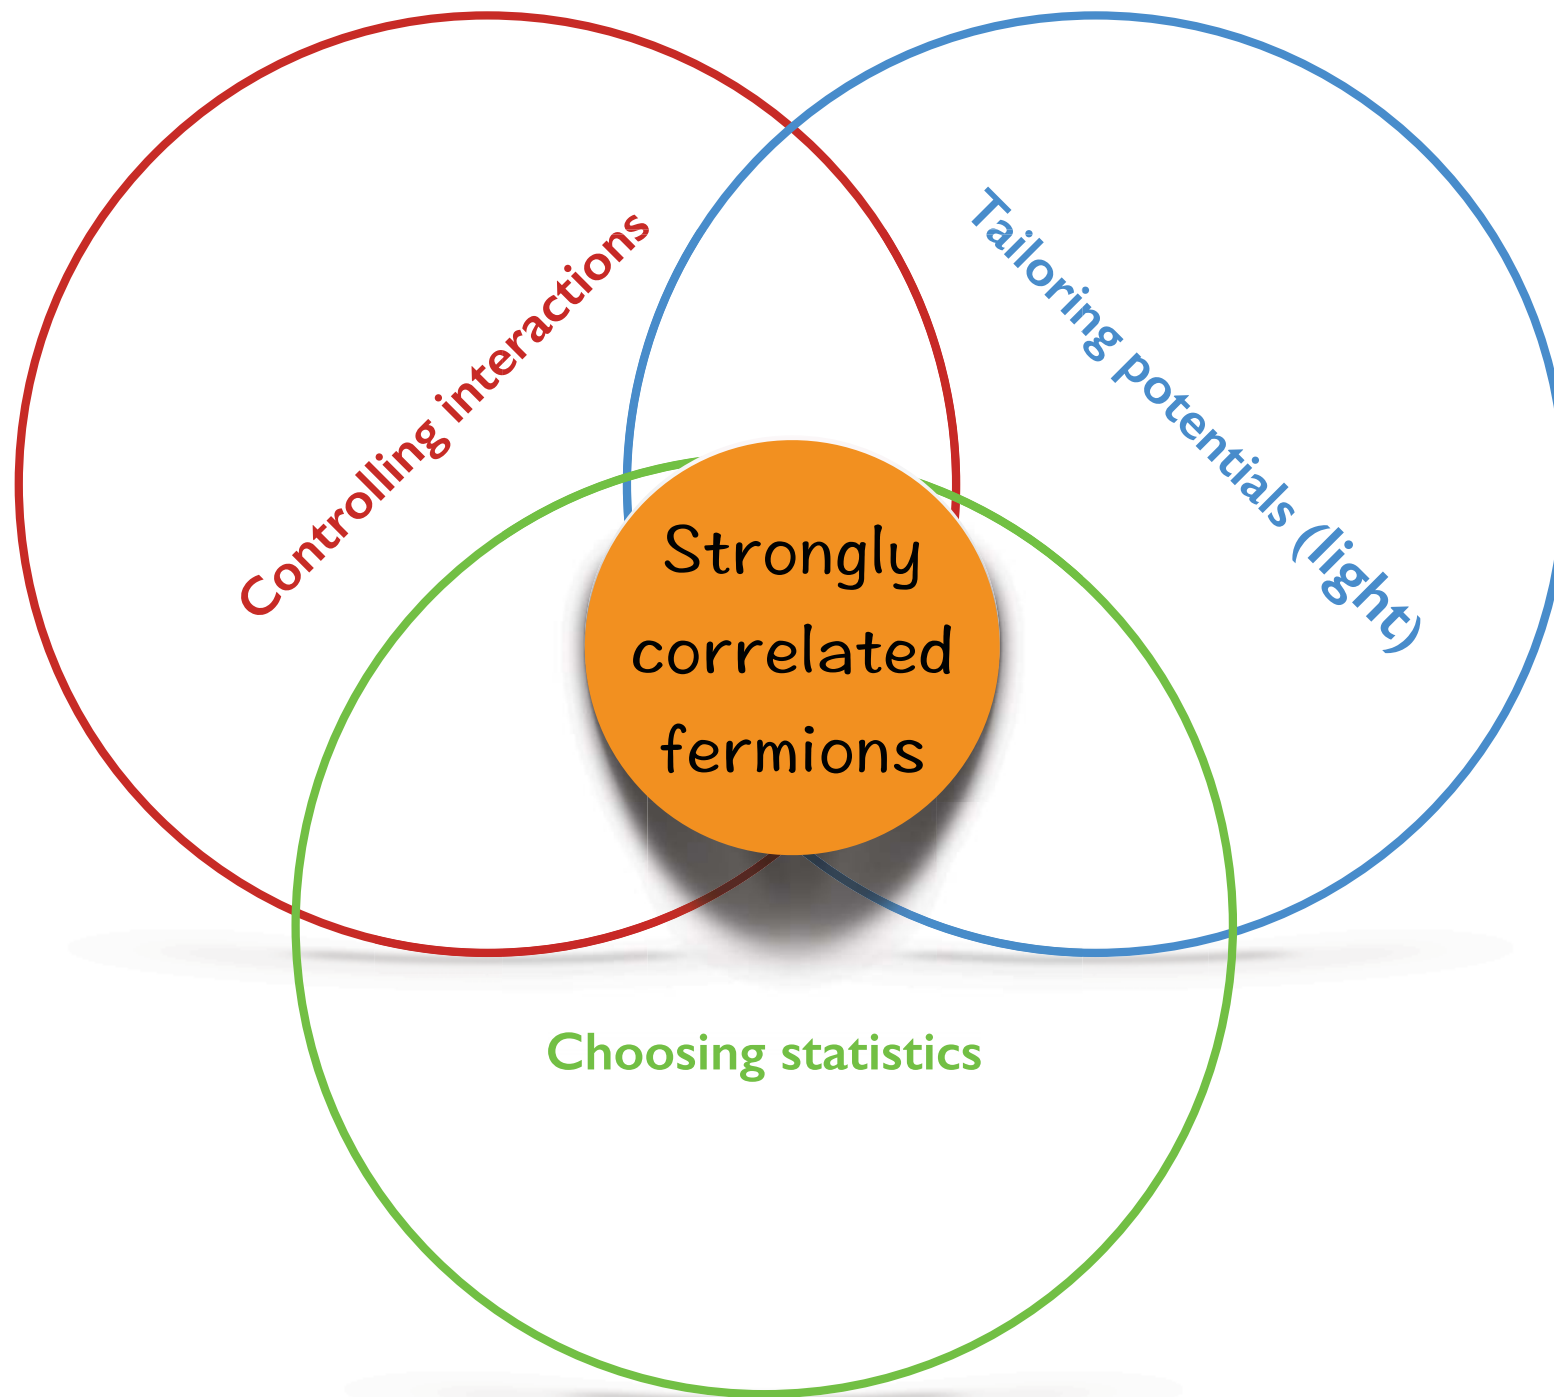 Controlling interactions
Tailoring potentials (light)
Strongly
correlated
fermions
Choosing statistics